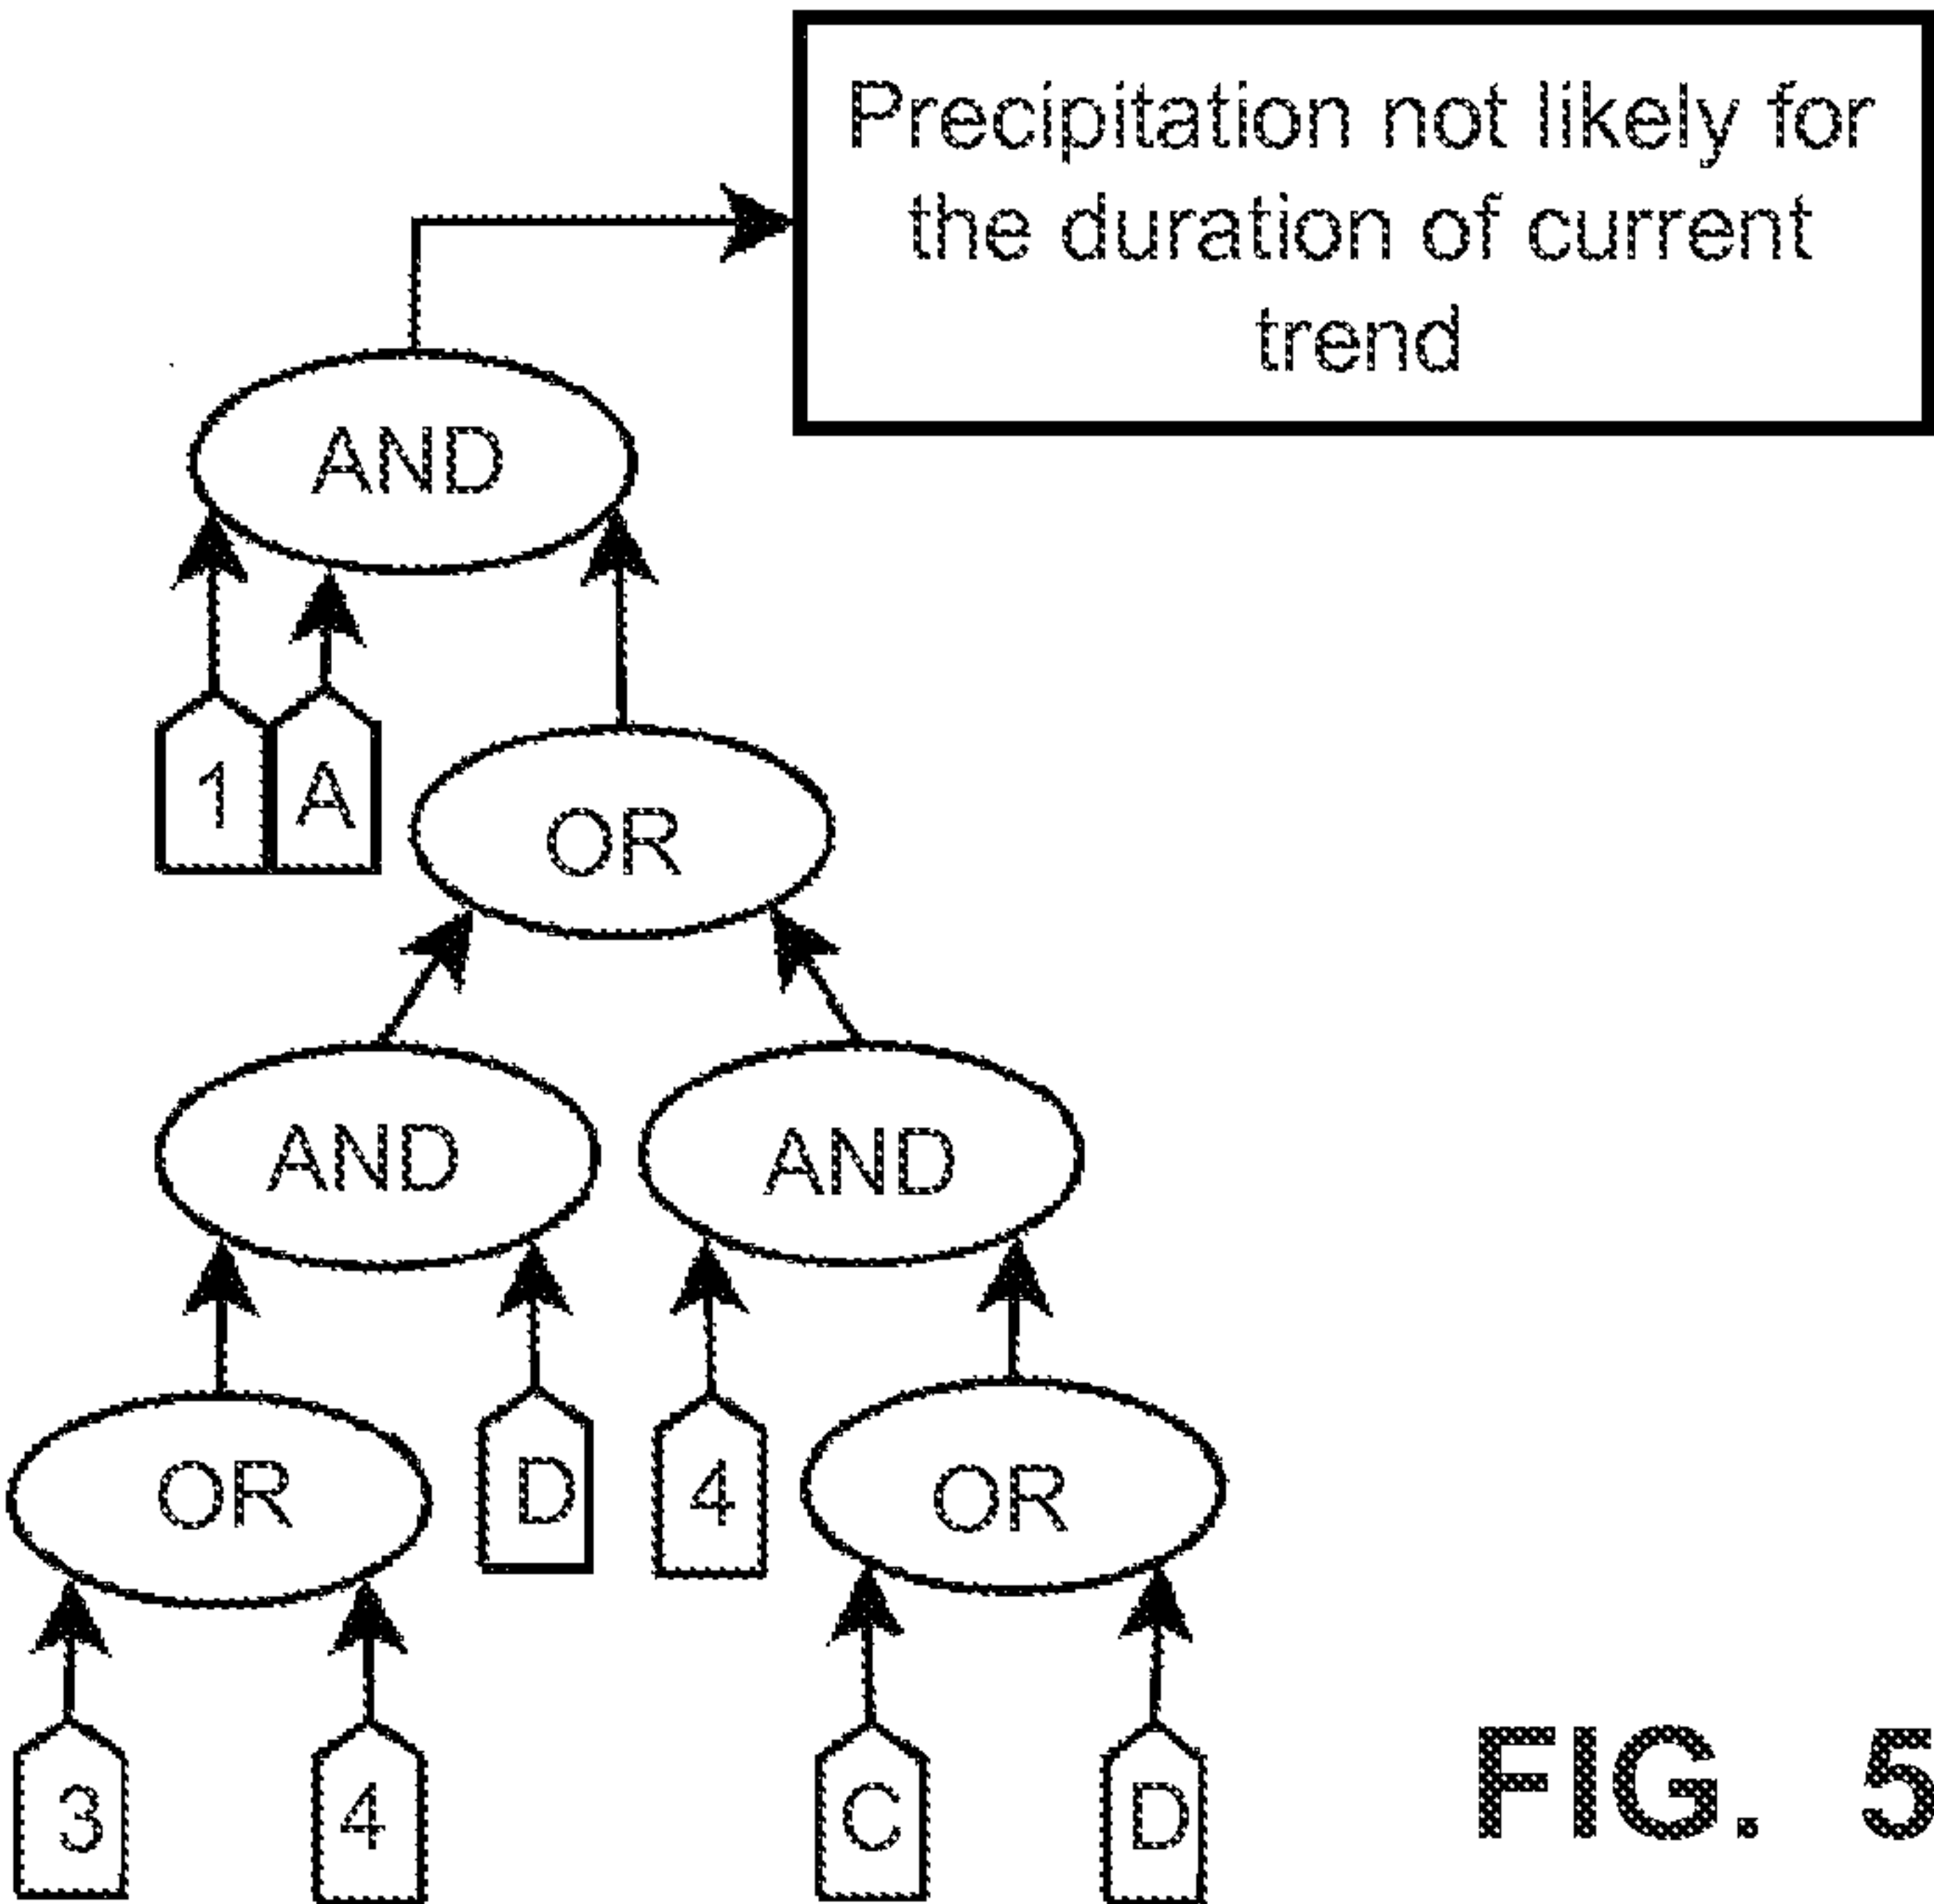 Precipitation not likely for
the duration of current
trend
AND
1 A
OR
AND AND
OR D 4 OR
3 4 C D
FIG. 5